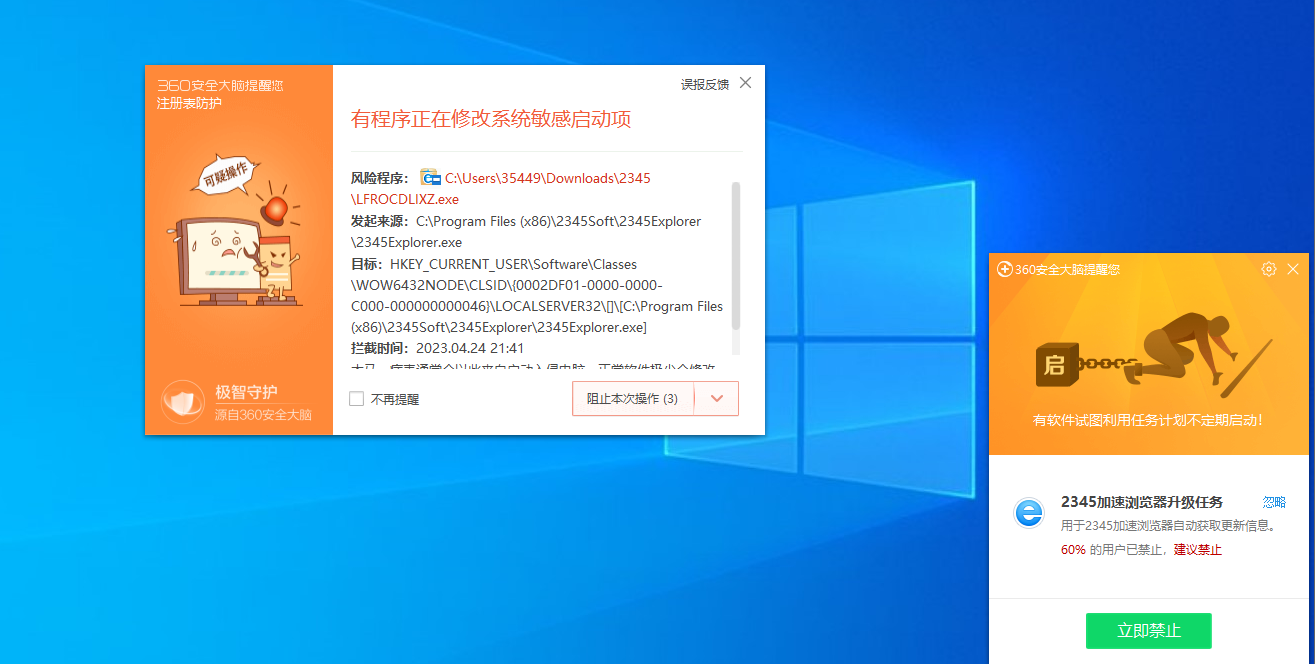 360安全大脑提醒您
注册表防护
可疑操作
极智守护
源自360安全大脑
误报反馈
有程序正在修改系统敏感启动项
风险程序： C:\Users\35449\Downloads\2345
\LFROCDLIXZ.exe
发起来源：C:\Program Files (x86)\2345Soft\2345Explorer
\2345Explorer.exe
目标：HKEY_CURRENT_USER\Software\Classes
\WOW6432NODE\CLSID\{0002DF01-0000-0000-
C000-000000000046}\LOCALSERVER32\[]\[C:\Program Files
(x86)\2345Soft\2345Explorer\2345Explorer.exe]
拦截时间：2023.04.24 21:41
不再提醒
阻止本次操作 (3)
360安全大脑提醒您
启
有软件试图利用任务计划不定期启动！
2345加速浏览器升级任务 忽略
用于2345加速浏览器自动获取更新信息。
60% 的用户已禁止，建议禁止
立即禁止